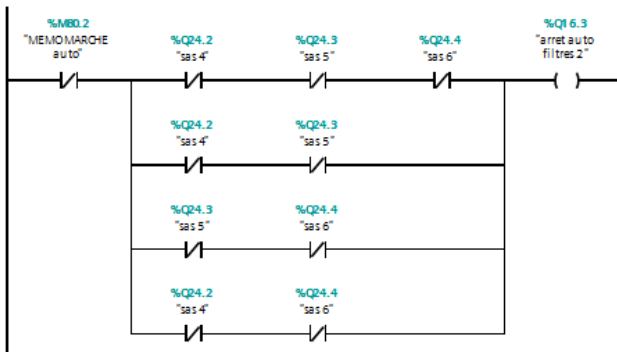 %M80.2
"MEMO MARCHE
auto"
%Q24.2
"sas 4"
%Q24.3
"sas 5"
%Q24.4
"sas 6"
%Q16.3
"arret auto
filtres 2"
%Q24.2
"sas 4"
%Q24.3
"sas 5"
%Q24.3
"sas 5"
%Q24.4
"sas 6"
%Q24.2
"sas 4"
%Q24.4
"sas 6"